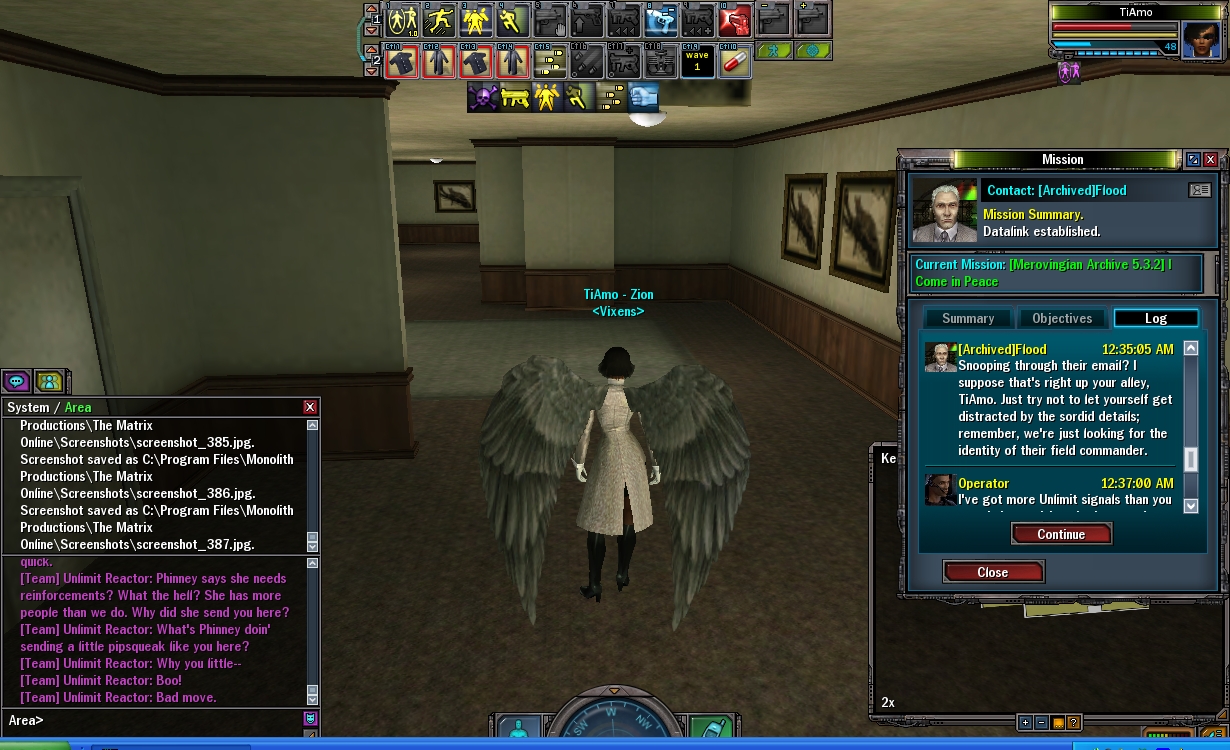 1
1.0
2
wave
1
TiAmo
48
Mission
Contact: [Archived]Flood
Mission Summary.
Datalink established.
Current Mission: [Merovingian Archive 5.3.2] I
Come in Peace
Summary
Objectives
Log
[Archived]Flood 12:35:05 AM
Snooping through their email? I
suppose that's right up your alley,
TiAmo. Just try not to let yourself get
distracted by the sordid details;
remember, we're just looking for the
identity of their field commander.
Operator 12:37:00 AM
I've got more Unlimit signals than you
Continue
Close
TiAmo - Zion
<Vixens>
System / Area
Productions\The Matrix
Online\Screenshots\screenshot_385.jpg.
Screenshot saved as C:\Program Files\Monolith
Productions\The Matrix
Online\Screenshots\screenshot_386.jpg.
Screenshot saved as C:\Program Files\Monolith
Productions\The Matrix
Online\Screenshots\screenshot_387.jpg.
quick.
[Team] Unlimit Reactor: Phinney says she needs
reinforcements? What the hell? She has more
people than we do. Why did she send you here?
[Team] Unlimit Reactor: What's Phinney doin'
sending a little pipsqueak like you here?
[Team] Unlimit Reactor: Why you little--
[Team] Unlimit Reactor: Boo!
[Team] Unlimit Reactor: Bad move.
Area>
Ke
2x
SW
W
NW